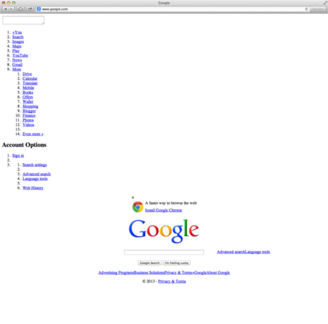 Google
www.google.com
1. +You
2. Search
3. Images
4. Maps
5. Play
6. YouTube
7. News
8. Gmail
9. More
1. Drive
2. Calendar
3. Translate
4. Mobile
5. Books
6. Offers
7. Wallet
8. Shopping
9. Blogger
10. Finance
11. Photos
12. Videos
13.
14. Even more »
Account Options
1. Sign in
2.
3.
1. Search settings
2.
3. Advanced search
4. Language tools
5.
6. Web History
×
A faster way to browse the web
Install Google Chrome
Google
Advanced searchLanguage tools
Google Search I'm Feeling Lucky
Advertising ProgramsBusiness SolutionsPrivacy & Terms+GoogleAbout Google
© 2013 - Privacy & Terms